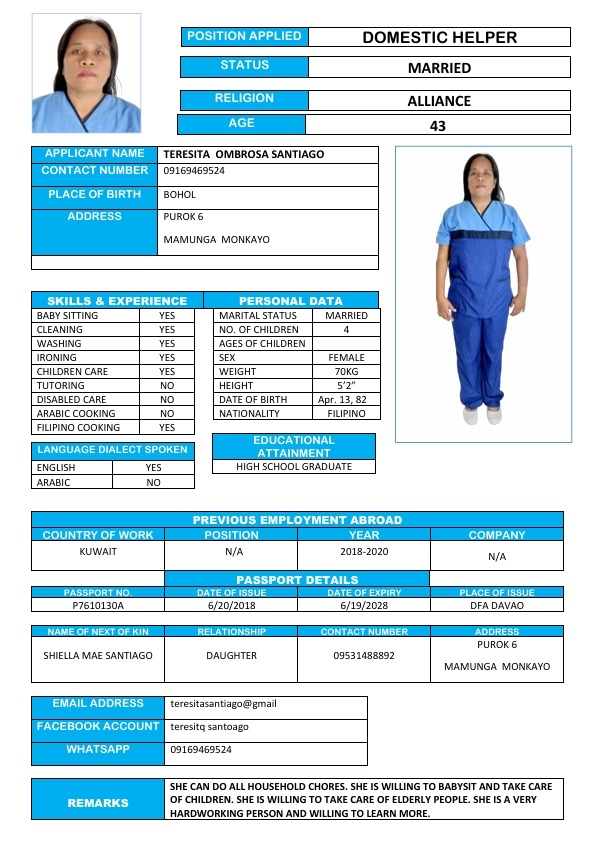 POSITION APPLIED DOMESTIC HELPER
STATUS MARRIED
RELIGION ALLIANCE
AGE 43
APPLICANT NAME TERESITA OMBROSA SANTIAGO
CONTACT NUMBER 09169469524
PLACE OF BIRTH BOHOL
ADDRESS PUROK 6
MAMUNGA MONKAYO
SKILLS & EXPERIENCE
BABY SITTING YES
CLEANING YES
WASHING YES
IRONING YES
CHILDREN CARE YES
TUTORING NO
DISABLED CARE NO
ARABIC COOKING NO
FILIPINO COOKING YES
PERSONAL DATA
MARITAL STATUS MARRIED
NO. OF CHILDREN 4
AGES OF CHILDREN
SEX FEMALE
WEIGHT 70KG
HEIGHT 5’2”
DATE OF BIRTH Apr. 13, 82
NATIONALITY FILIPINO
LANGUAGE DIALECT SPOKEN
ENGLISH YES
ARABIC NO
EDUCATIONAL
ATTAINMENT
HIGH SCHOOL GRADUATE
PREVIOUS EMPLOYMENT ABROAD
COUNTRY OF WORK POSITION YEAR COMPANY
KUWAIT N/A 2018-2020 N/A
PASSPORT DETAILS
PASSPORT NO. DATE OF ISSUE DATE OF EXPIRY PLACE OF ISSUE
P7610130A 6/20/2018 6/19/2028 DFA DAVAO
NAME OF NEXT OF KIN RELATIONSHIP CONTACT NUMBER ADDRESS
SHIELLA MAE SANTIAGO DAUGHTER 09531488892 PUROK 6
MAMUNGA MONKAYO
EMAIL ADDRESS teresitasantiago@gmail
FACEBOOK ACCOUNT teresitq santoago
WHATSAPP 09169469524
REMARKS
SHE CAN DO ALL HOUSEHOLD CHORES. SHE IS WILLING TO BABYSIT AND TAKE CARE
OF CHILDREN. SHE IS WILLING TO TAKE CARE OF ELDERLY PEOPLE. SHE IS A VERY
HARDWORKING PERSON AND WILLING TO LEARN MORE.